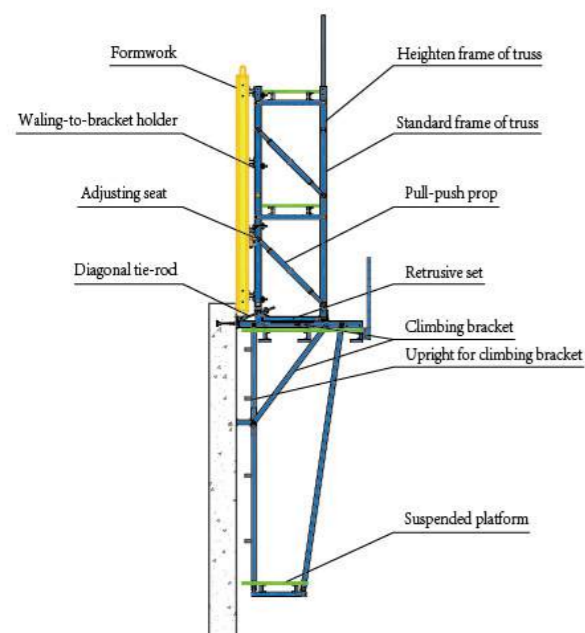 Formwork
Heighten frame of truss
Waling-to-bracket holder
Standard frame of truss
Adjusting seat
Pull-push prop
Diagonal tie-rod
Retrusive set
Climbing bracket
Upright for climbing bracket
Suspended platform